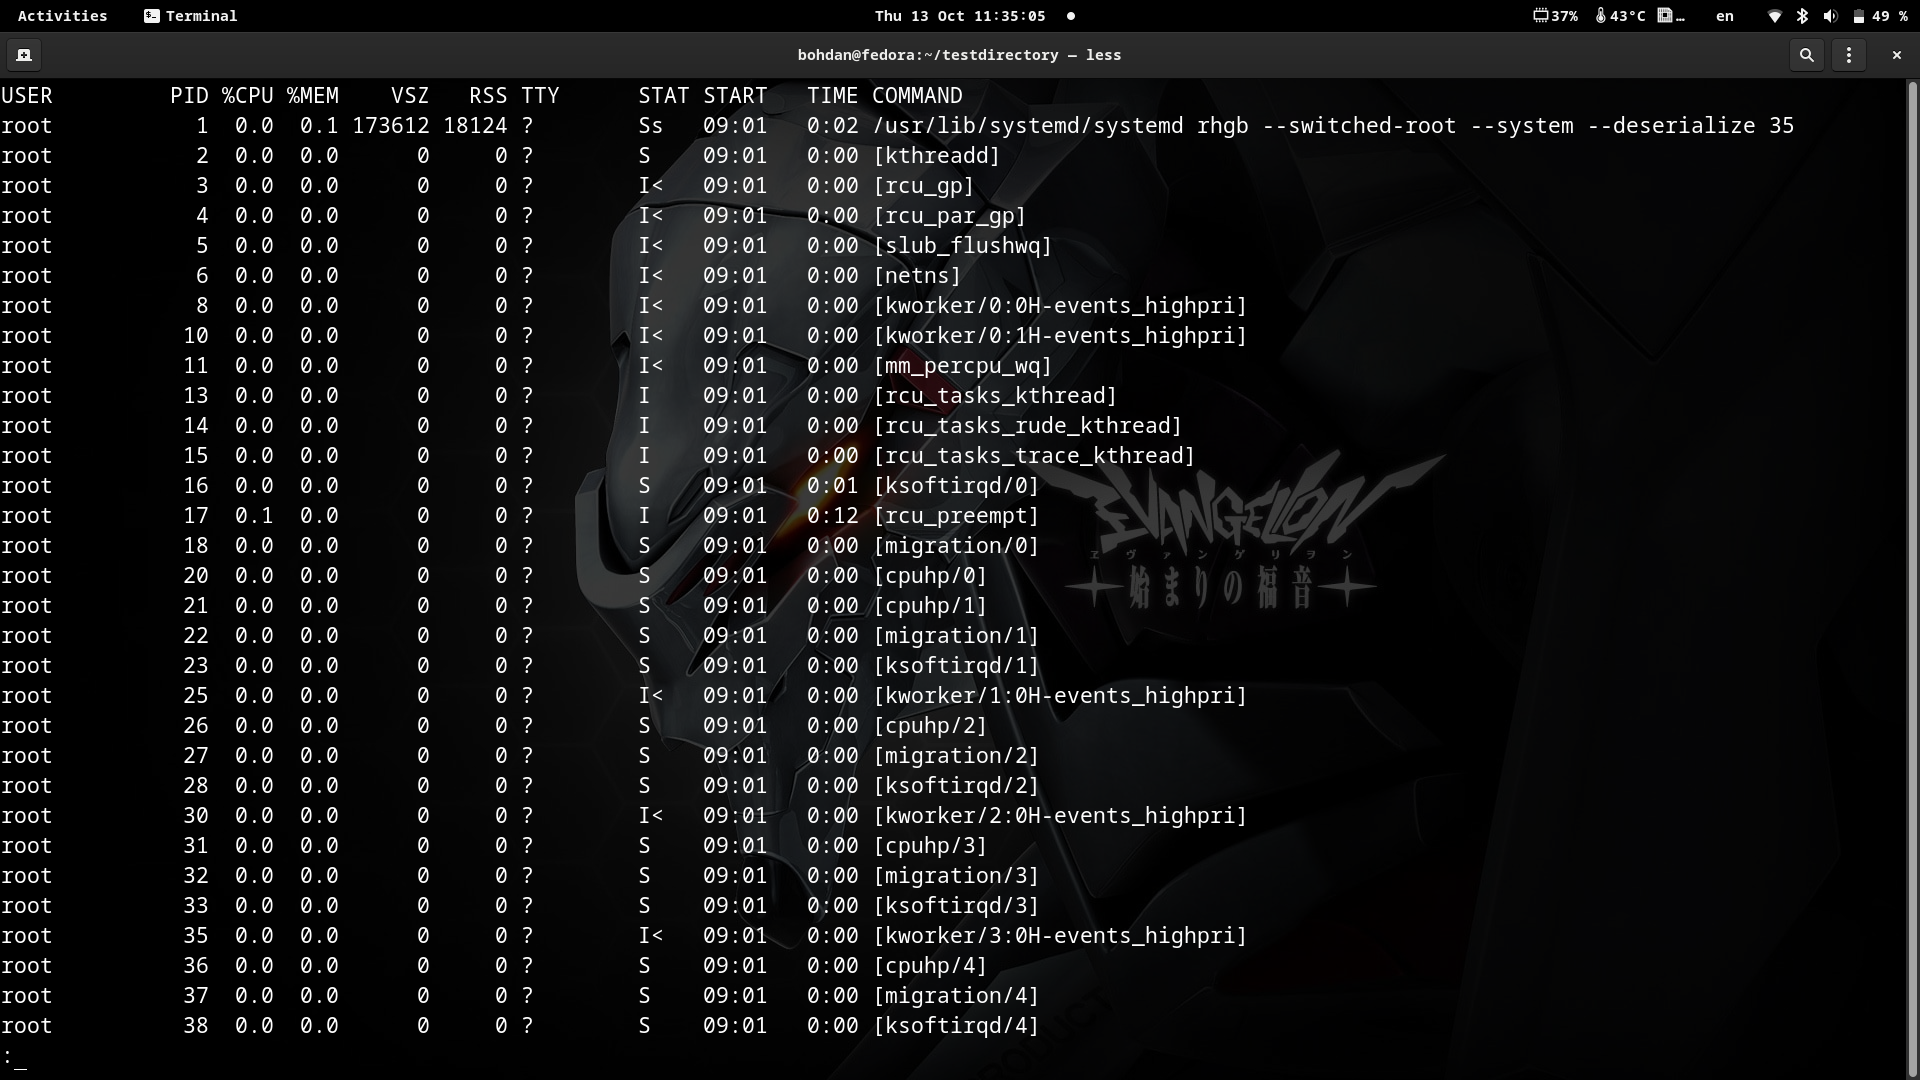 Activities Terminal Thu 13 Oct 11:35:05 37% 43°C … en 49 %
bohdan@fedora:~/testdirectory — less
USER PID %CPU %MEM VSZ RSS TTY STAT START TIME COMMAND
root 1 0.0 0.1 173612 18124 ? Ss 09:01 0:02 /usr/lib/systemd/systemd rhgb --switched-root --system --deserialize 35
root 2 0.0 0.0 0 0 ? S 09:01 0:00 [kthreadd]
root 3 0.0 0.0 0 0 ? I< 09:01 0:00 [rcu_gp]
root 4 0.0 0.0 0 0 ? I< 09:01 0:00 [rcu_par_gp]
root 5 0.0 0.0 0 0 ? I< 09:01 0:00 [slub_flushwq]
root 6 0.0 0.0 0 0 ? I< 09:01 0:00 [netns]
root 8 0.0 0.0 0 0 ? I< 09:01 0:00 [kworker/0:0H-events_highpri]
root 10 0.0 0.0 0 0 ? I< 09:01 0:00 [kworker/0:1H-events_highpri]
root 11 0.0 0.0 0 0 ? I< 09:01 0:00 [mm_percpu_wq]
root 13 0.0 0.0 0 0 ? I 09:01 0:00 [rcu_tasks_kthread]
root 14 0.0 0.0 0 0 ? I 09:01 0:00 [rcu_tasks_rude_kthread]
root 15 0.0 0.0 0 0 ? I 09:01 0:00 [rcu_tasks_trace_kthread]
root 16 0.0 0.0 0 0 ? S 09:01 0:01 [ksoftirqd/0]
root 17 0.1 0.0 0 0 ? I 09:01 0:12 [rcu_preempt]
root 18 0.0 0.0 0 0 ? S 09:01 0:00 [migration/0]
root 20 0.0 0.0 0 0 ? S 09:01 0:00 [cpuhp/0]
root 21 0.0 0.0 0 0 ? S 09:01 0:00 [cpuhp/1]
root 22 0.0 0.0 0 0 ? S 09:01 0:00 [migration/1]
root 23 0.0 0.0 0 0 ? S 09:01 0:00 [ksoftirqd/1]
root 25 0.0 0.0 0 0 ? I< 09:01 0:00 [kworker/1:0H-events_highpri]
root 26 0.0 0.0 0 0 ? S 09:01 0:00 [cpuhp/2]
root 27 0.0 0.0 0 0 ? S 09:01 0:00 [migration/2]
root 28 0.0 0.0 0 0 ? S 09:01 0:00 [ksoftirqd/2]
root 30 0.0 0.0 0 0 ? I< 09:01 0:00 [kworker/2:0H-events_highpri]
root 31 0.0 0.0 0 0 ? S 09:01 0:00 [cpuhp/3]
root 32 0.0 0.0 0 0 ? S 09:01 0:00 [migration/3]
root 33 0.0 0.0 0 0 ? S 09:01 0:00 [ksoftirqd/3]
root 35 0.0 0.0 0 0 ? I< 09:01 0:00 [kworker/3:0H-events_highpri]
root 36 0.0 0.0 0 0 ? S 09:01 0:00 [cpuhp/4]
root 37 0.0 0.0 0 0 ? S 09:01 0:00 [migration/4]
root 38 0.0 0.0 0 0 ? S 09:01 0:00 [ksoftirqd/4]
:
EVANGELION
ヱヴァンゲリヲン
始まりの福音